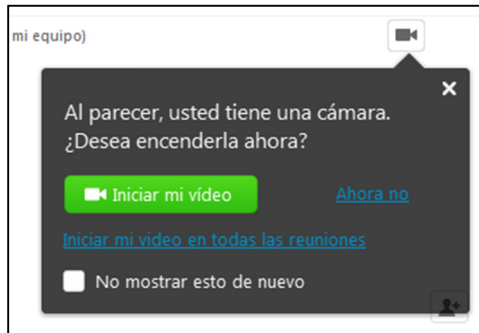 mi equipo)
Al parecer, usted tiene una cámara.
¿Desea encenderla ahora?
Iniciar mi vídeo
Ahora no
Iniciar mi video en todas las reuniones
No mostrar esto de nuevo